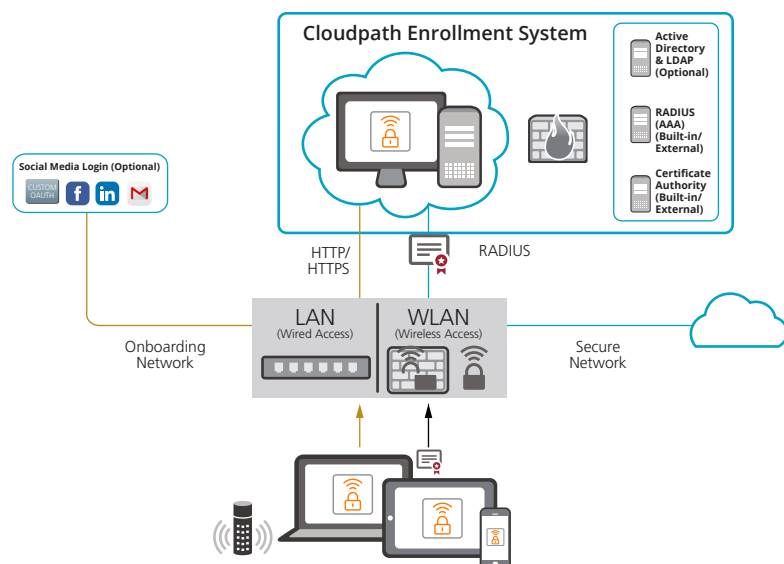 Cloudpath Enrollment System
Active
Directory
& LDAP
(Optional)
RADIUS
(AAA)
(Built-in/
External)
Certificate
Authority
(Built-in/
External)
Social Media Login (Optional)
CUSTOM
OAUTH
f
in
M
HTTP/
HTTPS
RADIUS
LAN
(Wired Access)
WLAN
(Wireless Access)
Onboarding
Network
Secure
Network